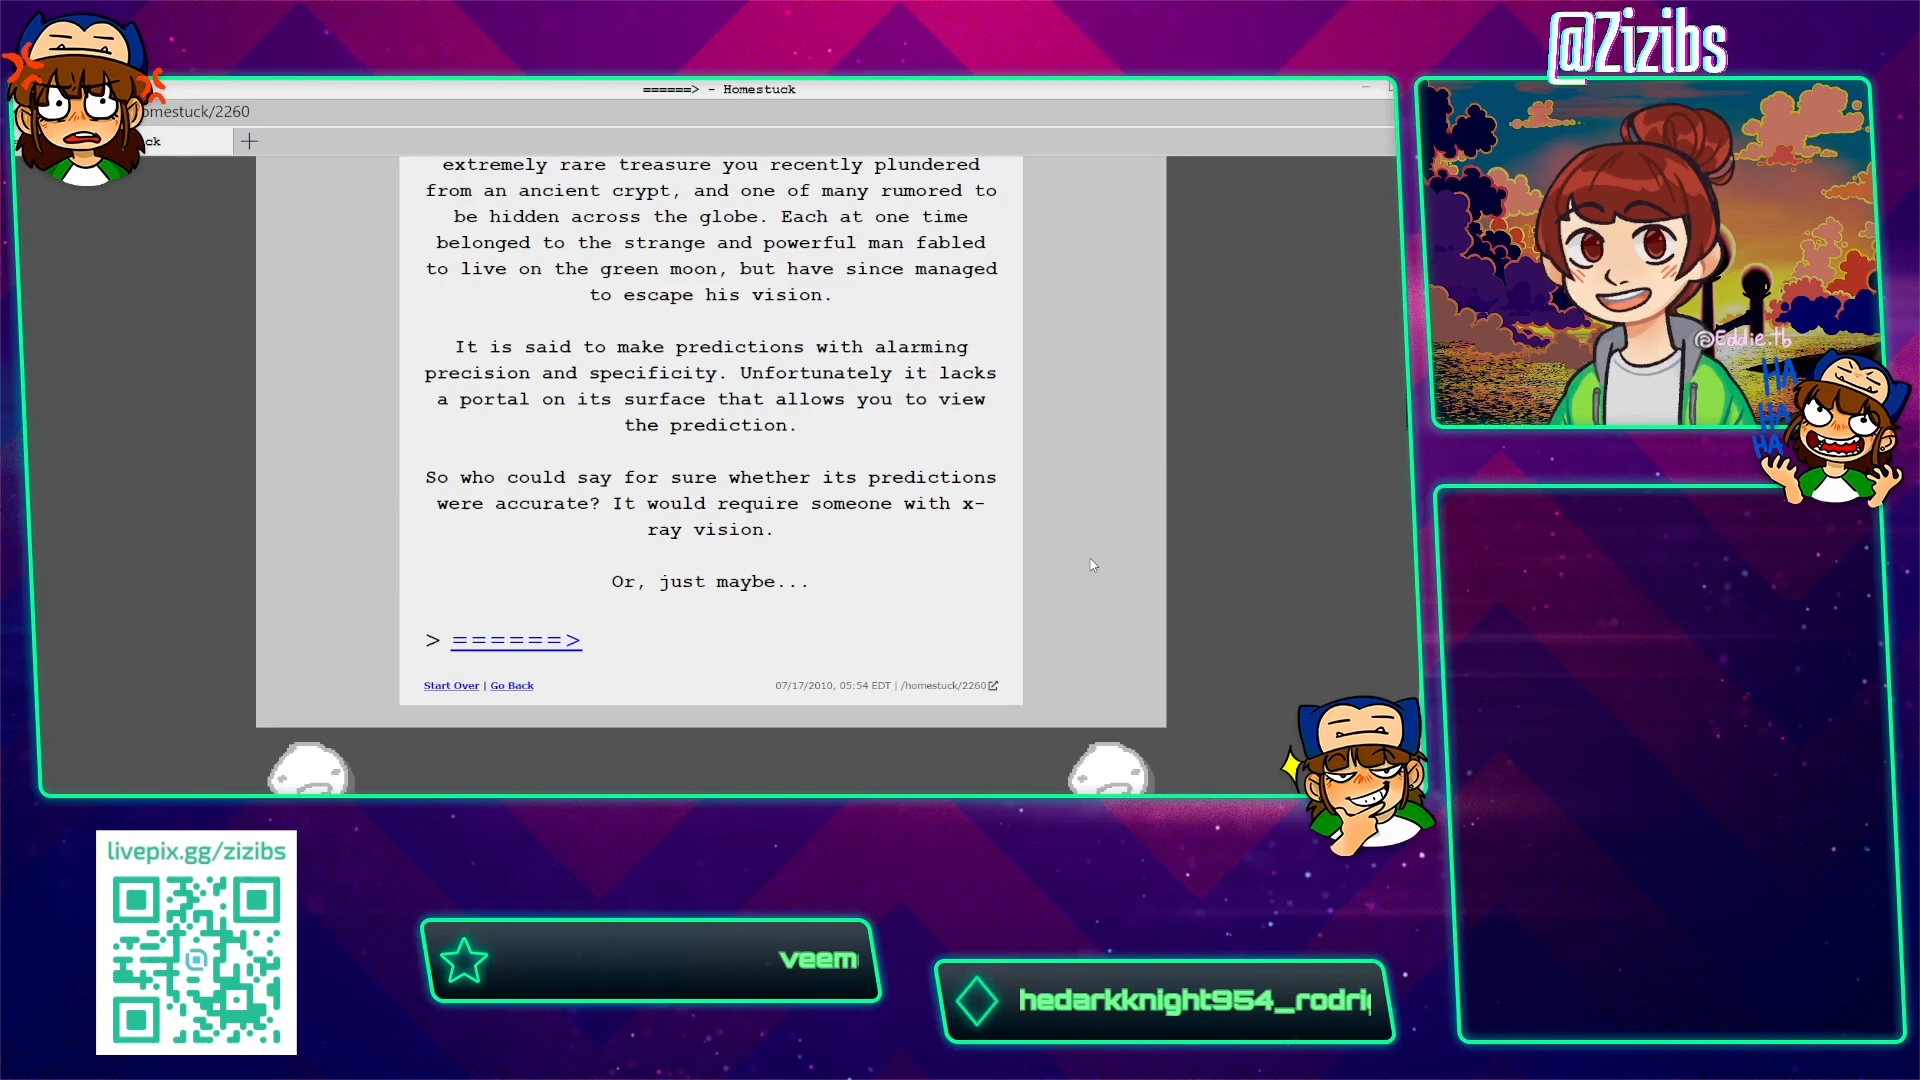 @Zizibs
======> - Homestuck
omestuck/2260
ck
extremely rare treasure you recently plundered
from an ancient crypt, and one of many rumored to
be hidden across the globe. Each at one time
belonged to the strange and powerful man fabled
to live on the green moon, but have since managed
to escape his vision.
It is said to make predictions with alarming
precision and specificity. Unfortunately it lacks
a portal on its surface that allows you to view
the prediction.
So who could say for sure whether its predictions
were accurate? It would require someone with x-
ray vision.
Or, just maybe...
> ======>
Start Over | Go Back
07/17/2010, 05:54 EDT | /homestuck/2260
@Eddie.tb
HA
HA
HA
livepix.gg/zizibs
veem
hedarkknight954_rodri